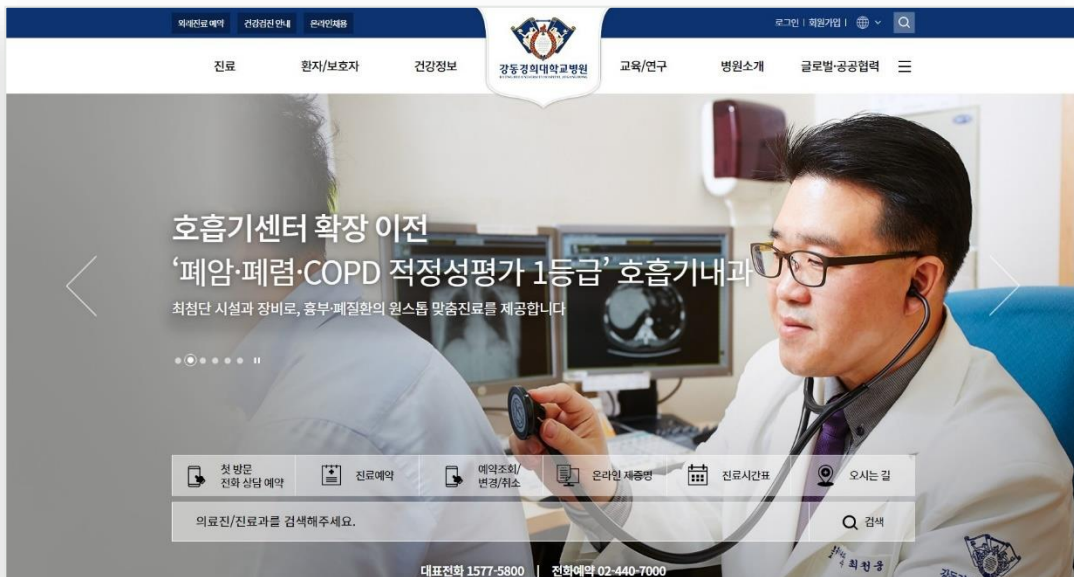 외래진료 예약
건강검진 안내
온라인채용
로그인 | 회원가입 |
진료
환자/보호자
건강정보
강동경희대학교병원
교육/연구
병원소개
글로벌·공공협력
호흡기센터 확장 이전
‘폐암·폐렴·COPD 적정성평가 1등급’ 호흡기내과
최첨단 시설과 장비로, 흉부·폐질환의 원스톱 맞춤진료를 제공합니다
첫 방문
전화 상담 예약
진료예약
예약조회/
변경/취소
온라인 제증명
진료시간표
오시는 길
의료진/진료과를 검색해주세요.
검색
최천웅
대표전화 1577-5800 | 전화예약 02-440-7000